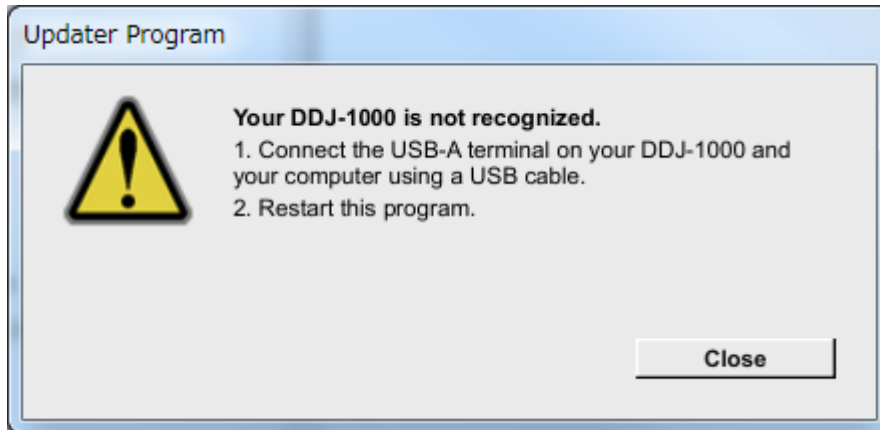 Updater Program
Your DDJ-1000 is not recognized.
1. Connect the USB-A terminal on your DDJ-1000 and
your computer using a USB cable.
2. Restart this program.
Close